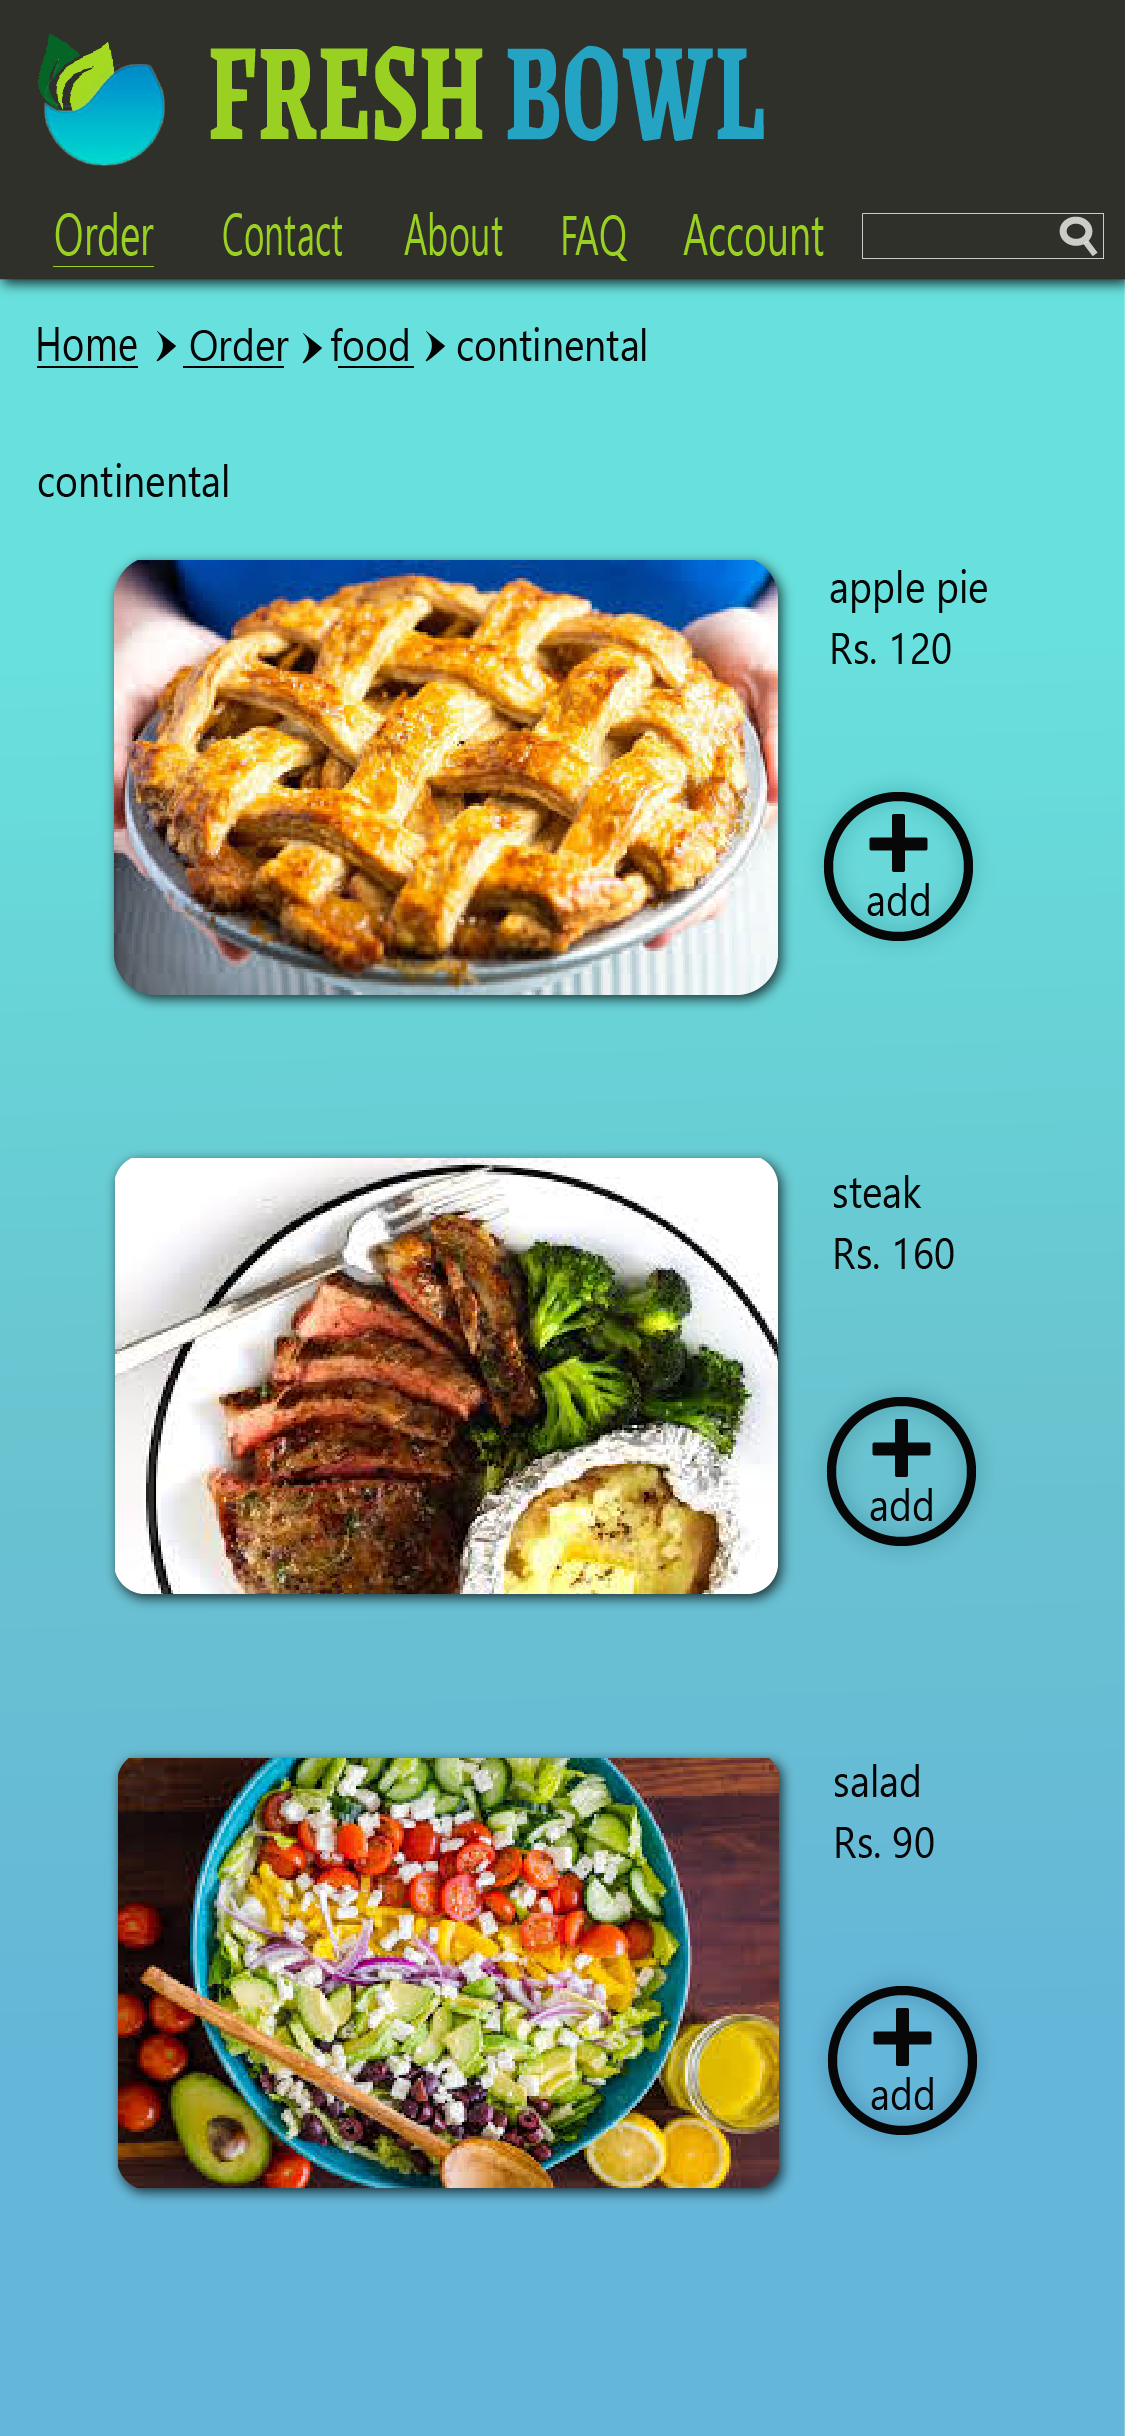 FRESH BOWL
Order Contact About FAQ Account
Home Order food continental
continental
apple pie
Rs. 120
add
steak
Rs. 160
add
salad
Rs. 90
add